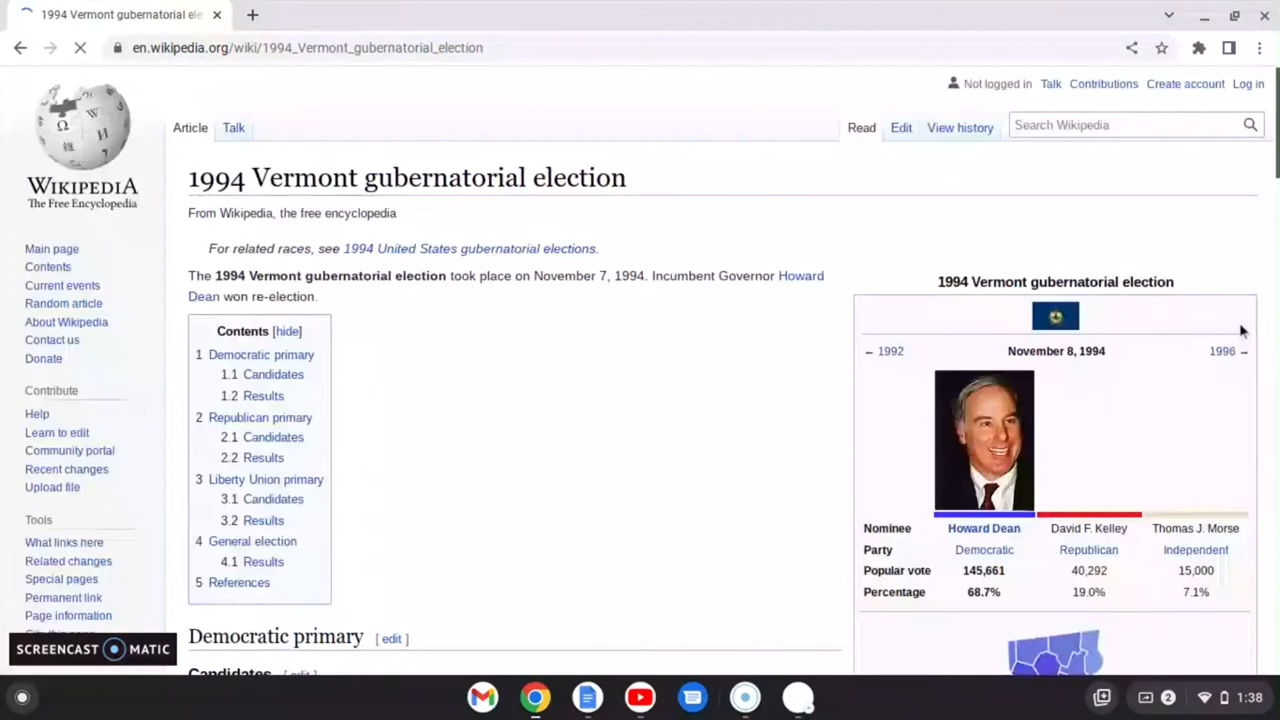 1994 Vermont gubernatorial ele
en.wikipedia.org/wiki/1994_Vermont_gubernatorial_election
Not logged in Talk Contributions Create account Log in
Article Talk Read Edit View history Search Wikipedia
WIKIPEDIA
The Free Encyclopedia
Main page
Contents
Current events
Random article
About Wikipedia
Contact us
Donate
Contribute
Help
Learn to edit
Community portal
Recent changes
Upload file
Tools
What links here
Related changes
Special pages
Permanent link
Page information
1994 Vermont gubernatorial election
From Wikipedia, the free encyclopedia
For related races, see 1994 United States gubernatorial elections.
The 1994 Vermont gubernatorial election took place on November 7, 1994. Incumbent Governor Howard
Dean won re-election.
Contents [hide]
1 Democratic primary
1.1 Candidates
1.2 Results
2 Republican primary
2.1 Candidates
2.2 Results
3 Liberty Union primary
3.1 Candidates
3.2 Results
4 General election
4.1 Results
5 References
Democratic primary [ edit ]
Candidates [ edit ]
1994 Vermont gubernatorial election
← 1992 November 8, 1994 1996 →
Nominee Howard Dean David F. Kelley Thomas J. Morse
Party Democratic Republican Independent
Popular vote 145,661 40,292 15,000
Percentage 68.7% 19.0% 7.1%
SCREENCAST MATIC
2 1:38